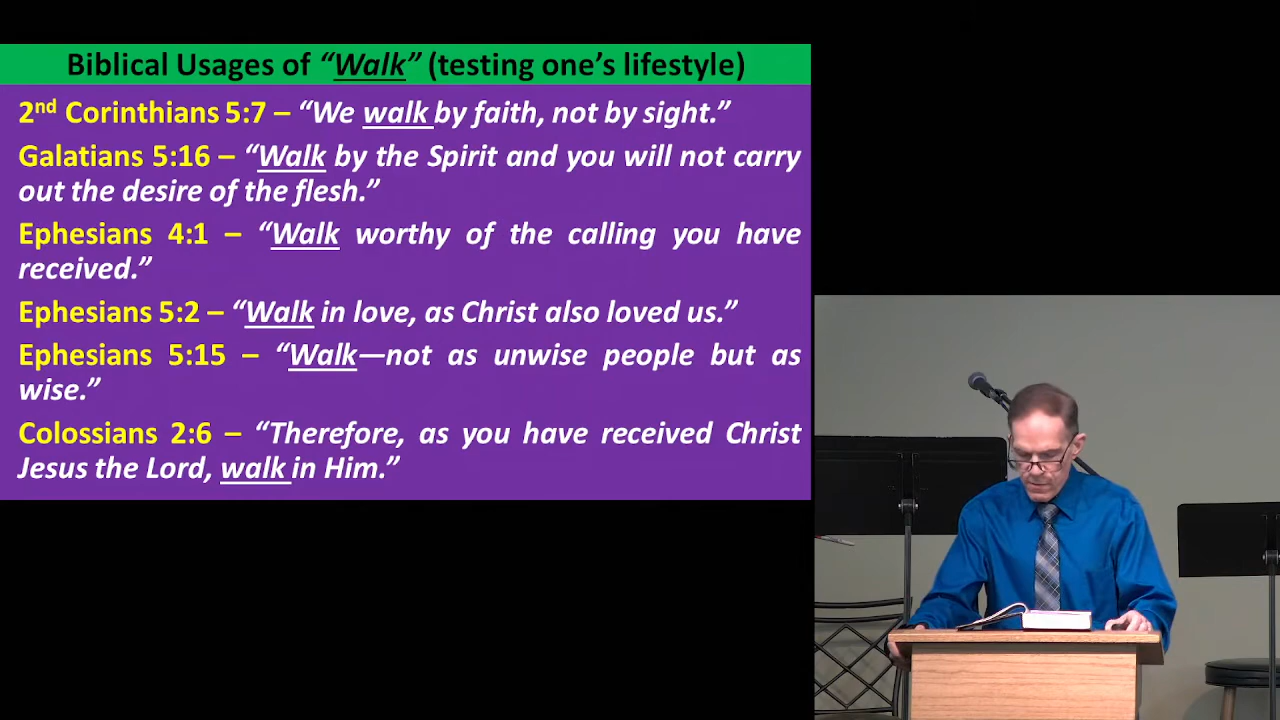 Biblical Usages of “Walk” (testing one’s lifestyle)
2nd Corinthians 5:7 – “We walk by faith, not by sight.”
Galatians 5:16 – “Walk by the Spirit and you will not carry
out the desire of the flesh.”
Ephesians 4:1 – “Walk worthy of the calling you have
received.”
Ephesians 5:2 – “Walk in love, as Christ also loved us.”
Ephesians 5:15 – “Walk—not as unwise people but as
wise.”
Colossians 2:6 – “Therefore, as you have received Christ
Jesus the Lord, walk in Him.”